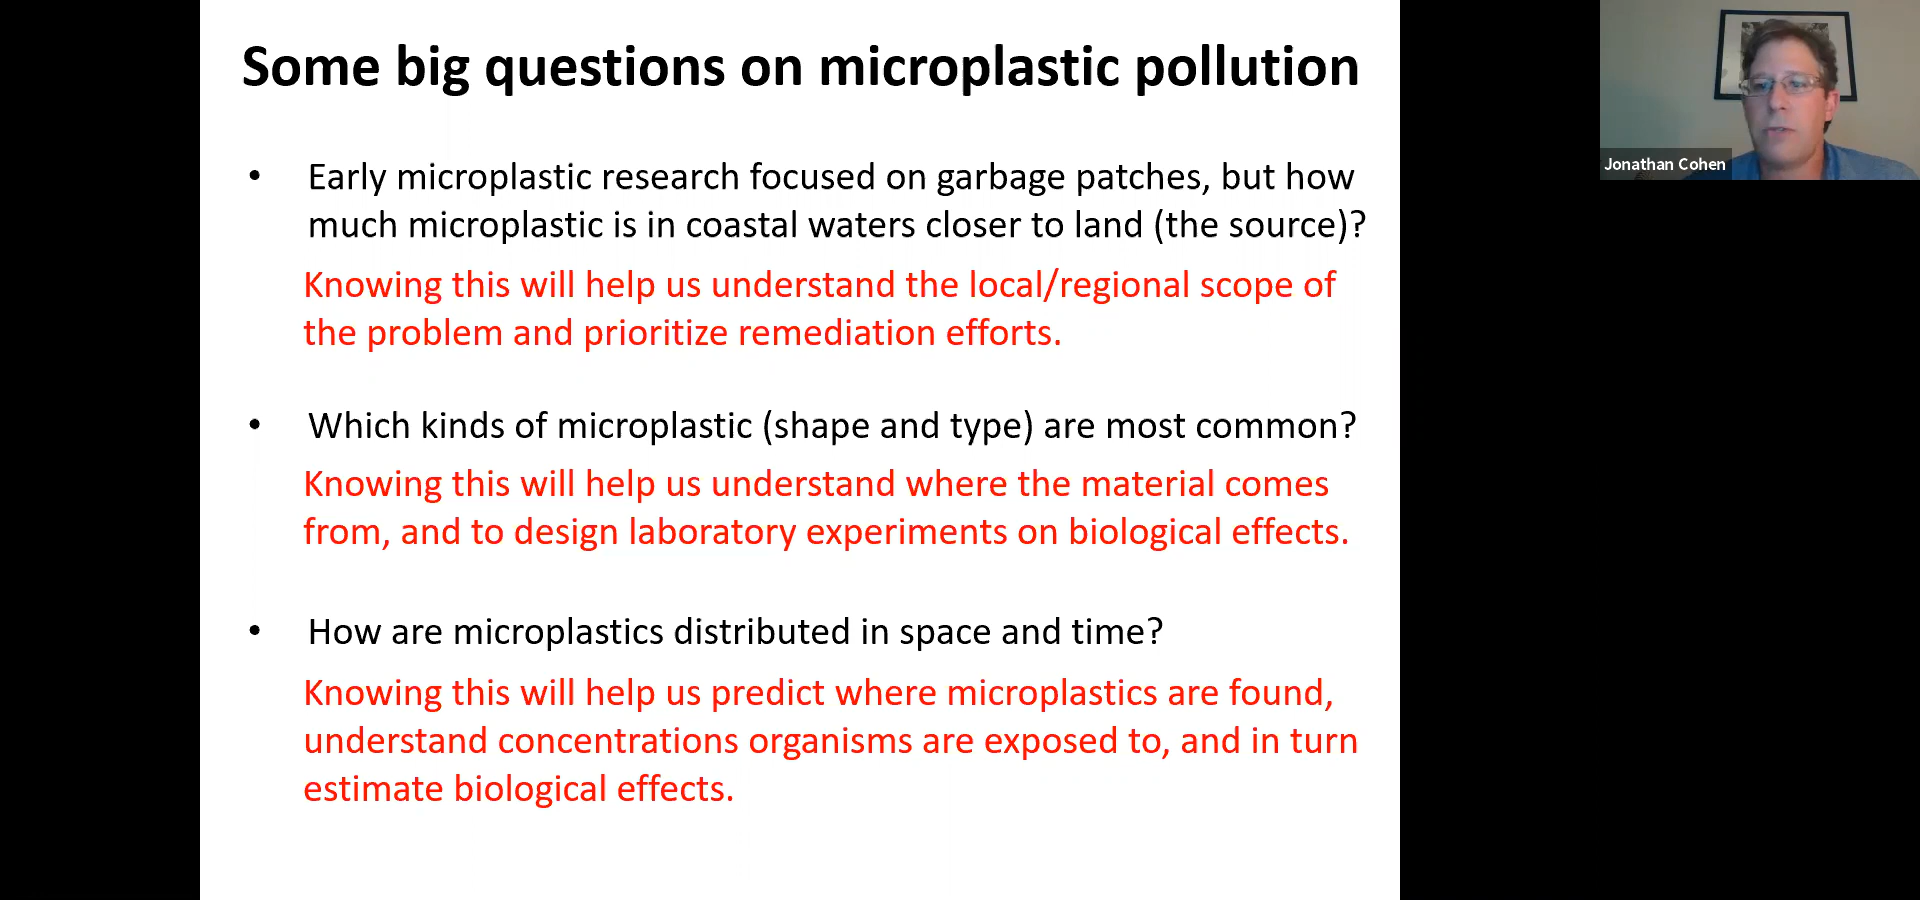 Some big questions on microplastic pollution
• Early microplastic research focused on garbage patches, but how
much microplastic is in coastal waters closer to land (the source)?
Knowing this will help us understand the local/regional scope of
the problem and prioritize remediation efforts.
• Which kinds of microplastic (shape and type) are most common?
Knowing this will help us understand where the material comes
from, and to design laboratory experiments on biological effects.
• How are microplastics distributed in space and time?
Knowing this will help us predict where microplastics are found,
understand concentrations organisms are exposed to, and in turn
estimate biological effects.
Jonathan Cohen